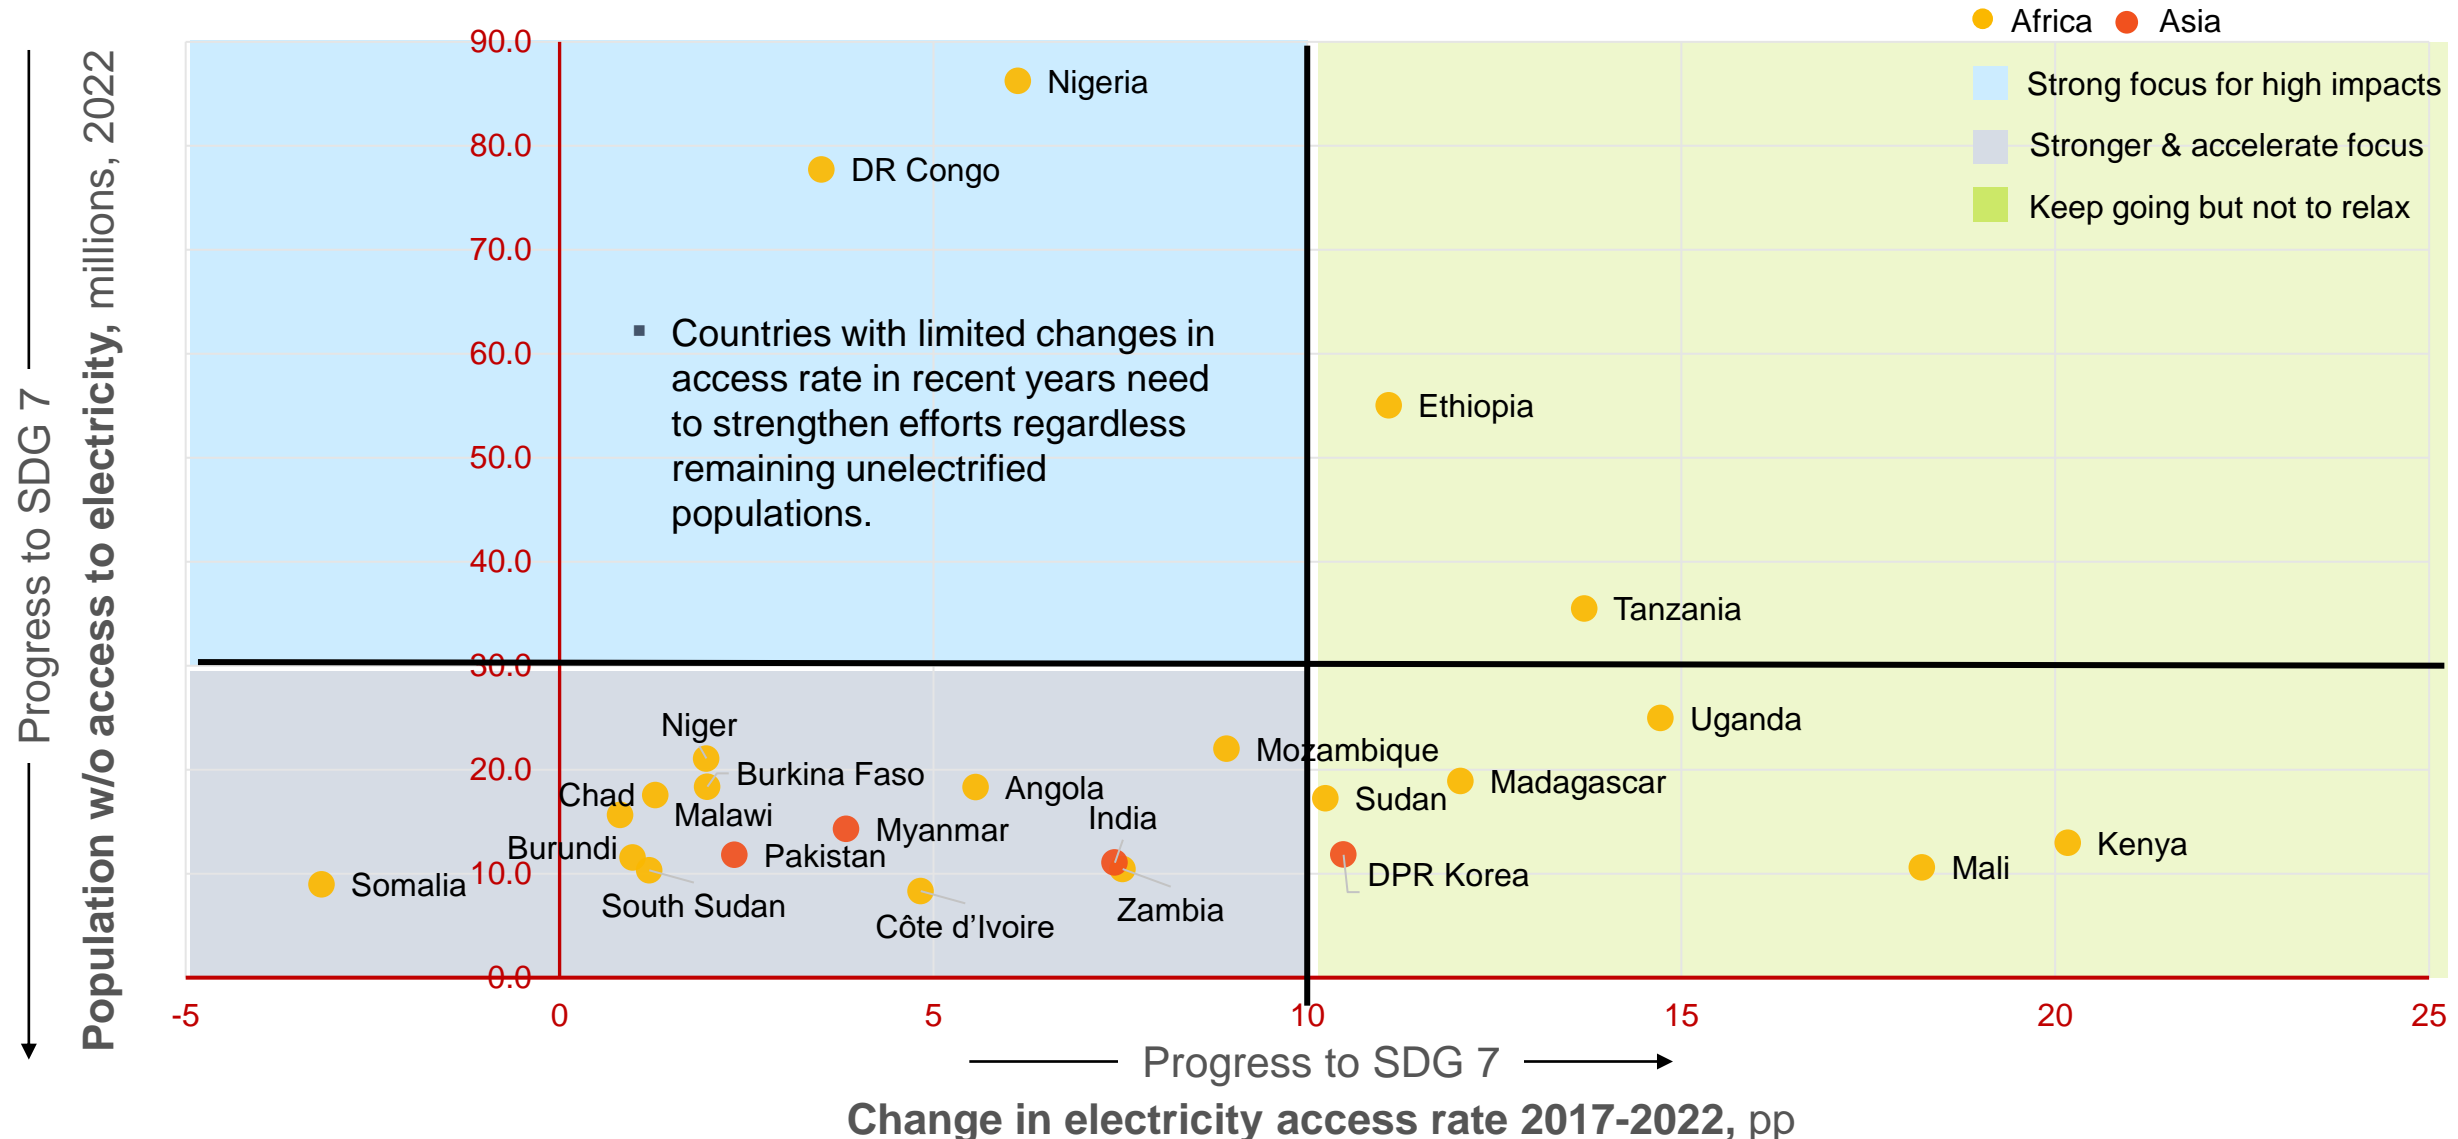 Africa Asia
Strong focus for high impacts
Stronger & accelerate focus
Keep going but not to relax
Progress to SDG 7
Population w/o access to electricity, millions, 2022
90.0
80.0
70.0
60.0
50.0
40.0
30.0
20.0
10.0
0.0
Nigeria
DR Congo
▪ Countries with limited changes in
access rate in recent years need
to strengthen efforts regardless
remaining unelectrified
populations.
Ethiopia
Tanzania
Uganda
Niger
Mozambique
Burkina Faso
Madagascar
Angola
Chad
Sudan
Malawi
India
Myanmar
Kenya
Burundi
Pakistan
Mali
DPR Korea
Somalia
South Sudan
Zambia
Côte d’Ivoire
-5 0 5 10 15 20 25
Progress to SDG 7
Change in electricity access rate 2017-2022, pp